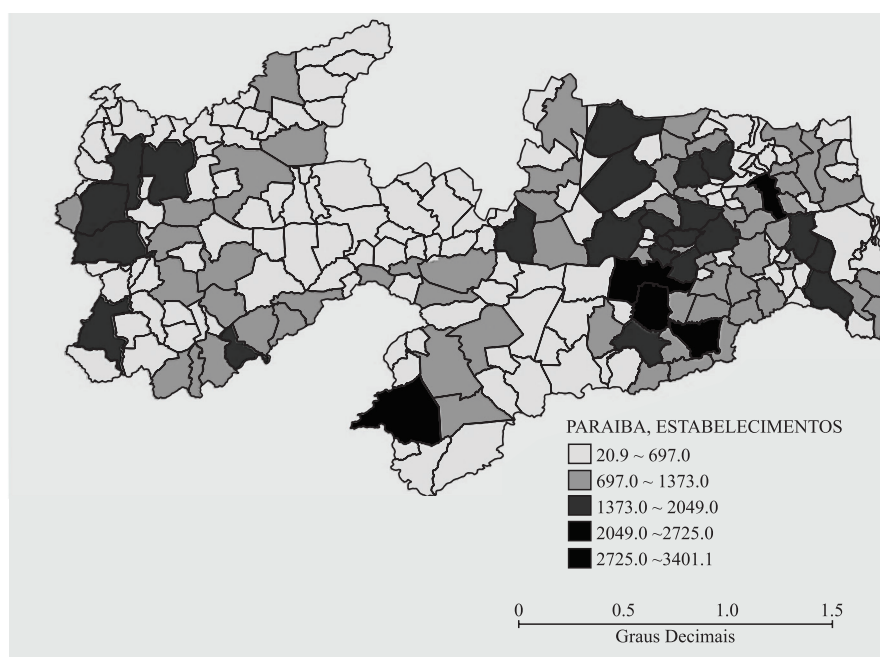 PARAIBA, ESTABELECIMENTOS
20.9 ~ 697.0
697.0 ~ 1373.0
1373.0 ~ 2049.0
2049.0 ~2725.0
2725.0 ~3401.1
0 0.5 1.0 1.5
Graus Decimais